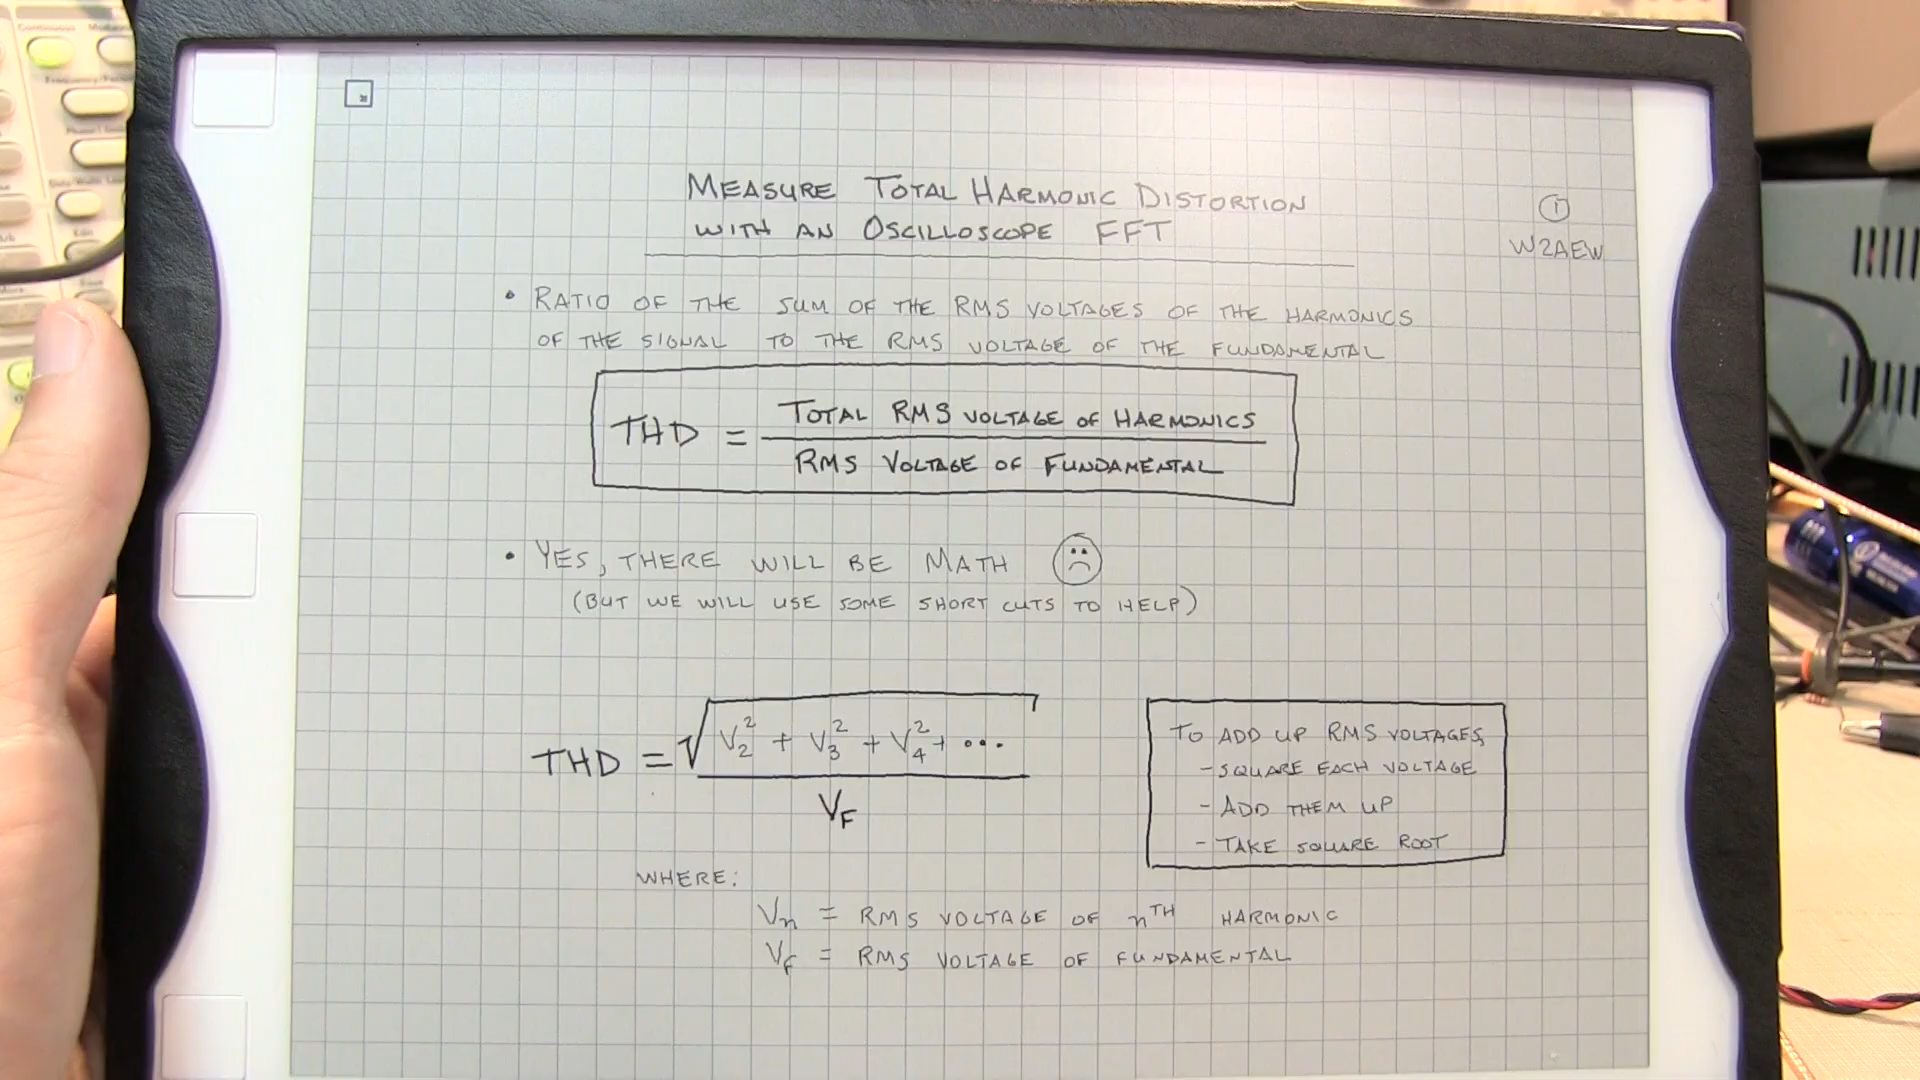 MEASURE TOTAL HARMONIC DISTORTION
WITH AN OSCILLOSCOPE FFT
①
W2AEW
• RATIO OF THE SUM OF THE RMS VOLTAGES OF THE HARMONICS
OF THE SIGNAL TO THE RMS VOLTAGE OF THE FUNDAMENTAL
THD = TOTAL RMS VOLTAGE OF HARMONICS
RMS VOLTAGE OF FUNDAMENTAL
• YES, THERE WILL BE MATH
(BUT WE WILL USE SOME SHORT CUTS TO HELP)
THD = √(V₂² + V₃² + V₄² + ...)
V_F
TO ADD UP RMS VOLTAGES,
- SQUARE EACH VOLTAGE
- ADD THEM UP
- TAKE SQUARE ROOT
WHERE:
Vn = RMS VOLTAGE OF nTH HARMONIC
Vf = RMS VOLTAGE OF FUNDAMENTAL